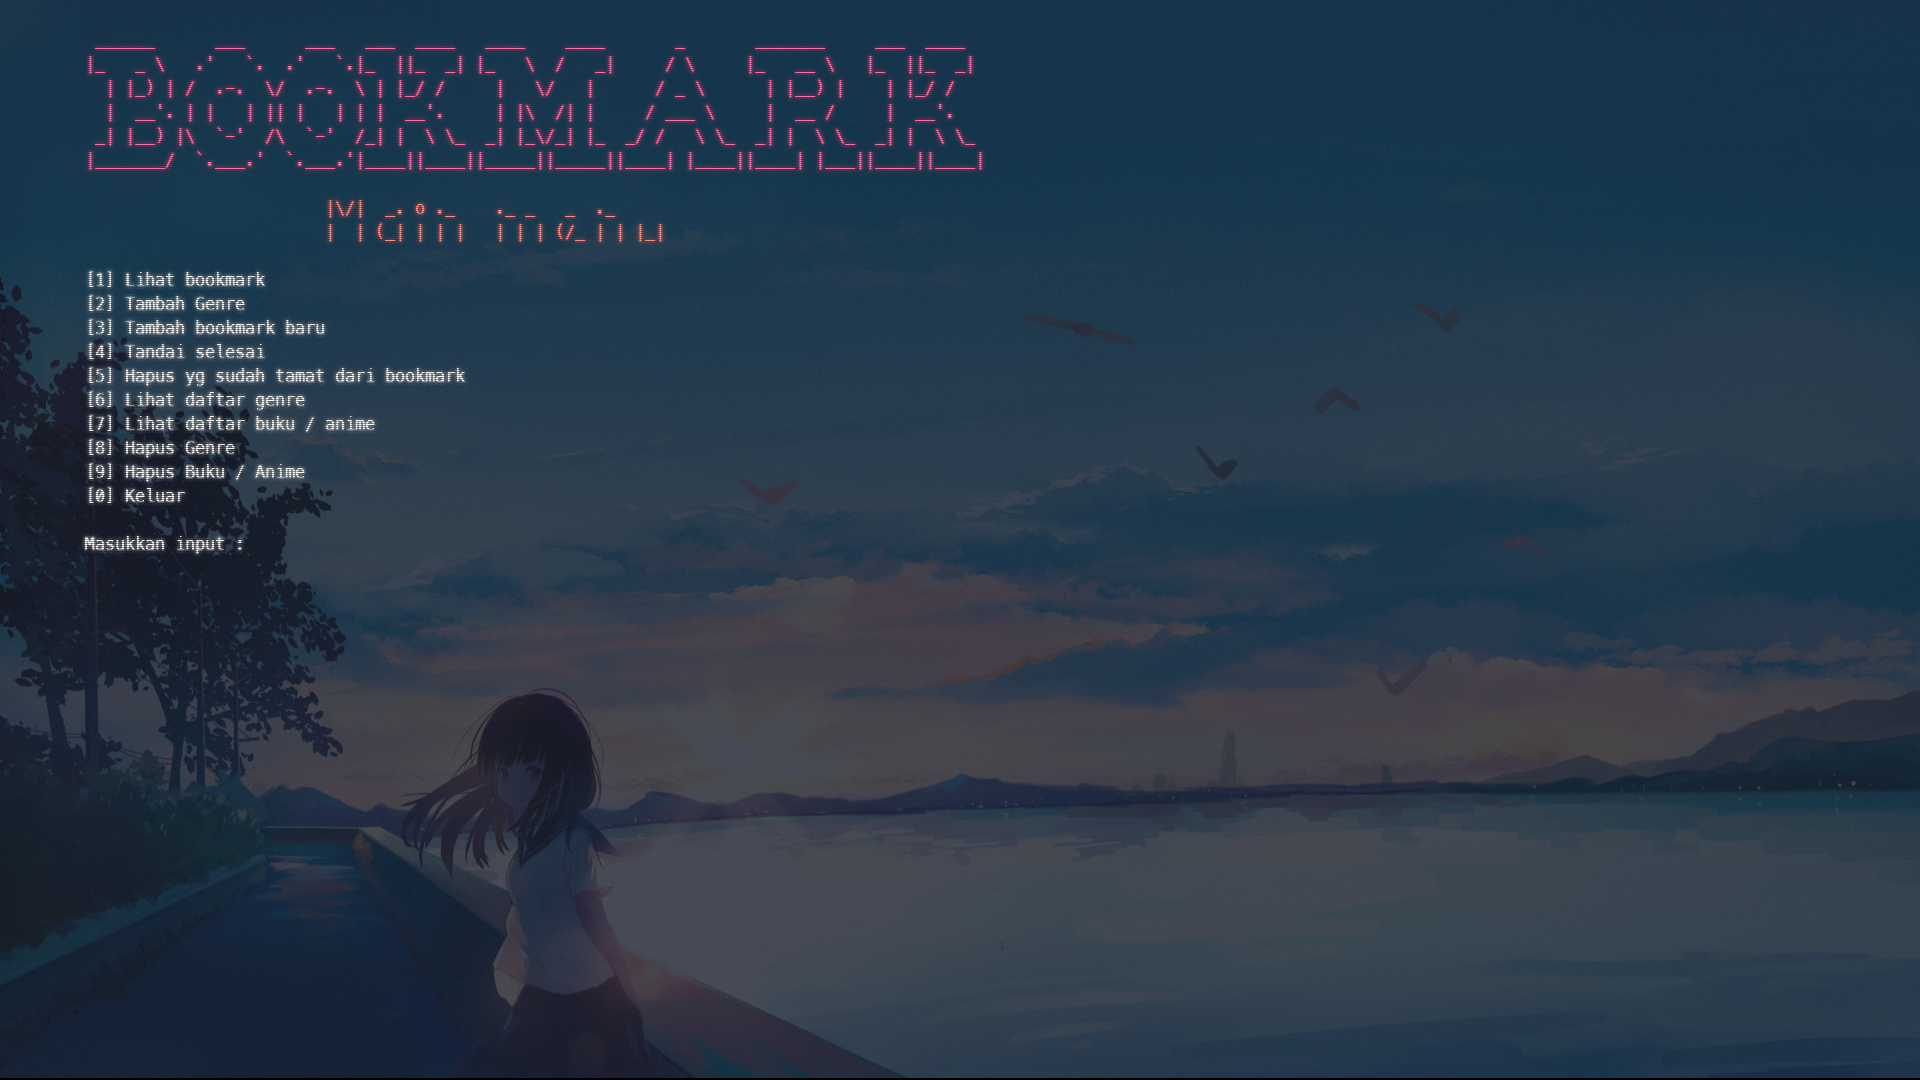 BOOKMARK
Main menu
[1] Lihat bookmark
[2] Tambah Genre
[3] Tambah bookmark baru
[4] Tandai selesai
[5] Hapus yg sudah tamat dari bookmark
[6] Lihat daftar genre
[7] Lihat daftar buku / anime
[8] Hapus Genre
[9] Hapus Buku / Anime
[0] Keluar
Masukkan input :